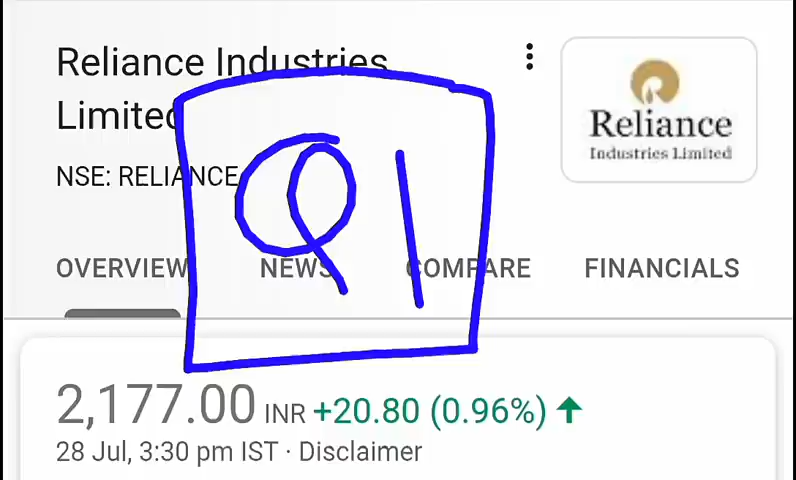 Reliance Industries
Limited
Reliance
Industries Limited
NSE: RELIANCE
Q1
OVERVIEW NEWS COMPARE FINANCIALS
2,177.00 INR +20.80 (0.96%) ↑
28 Jul, 3:30 pm IST · Disclaimer